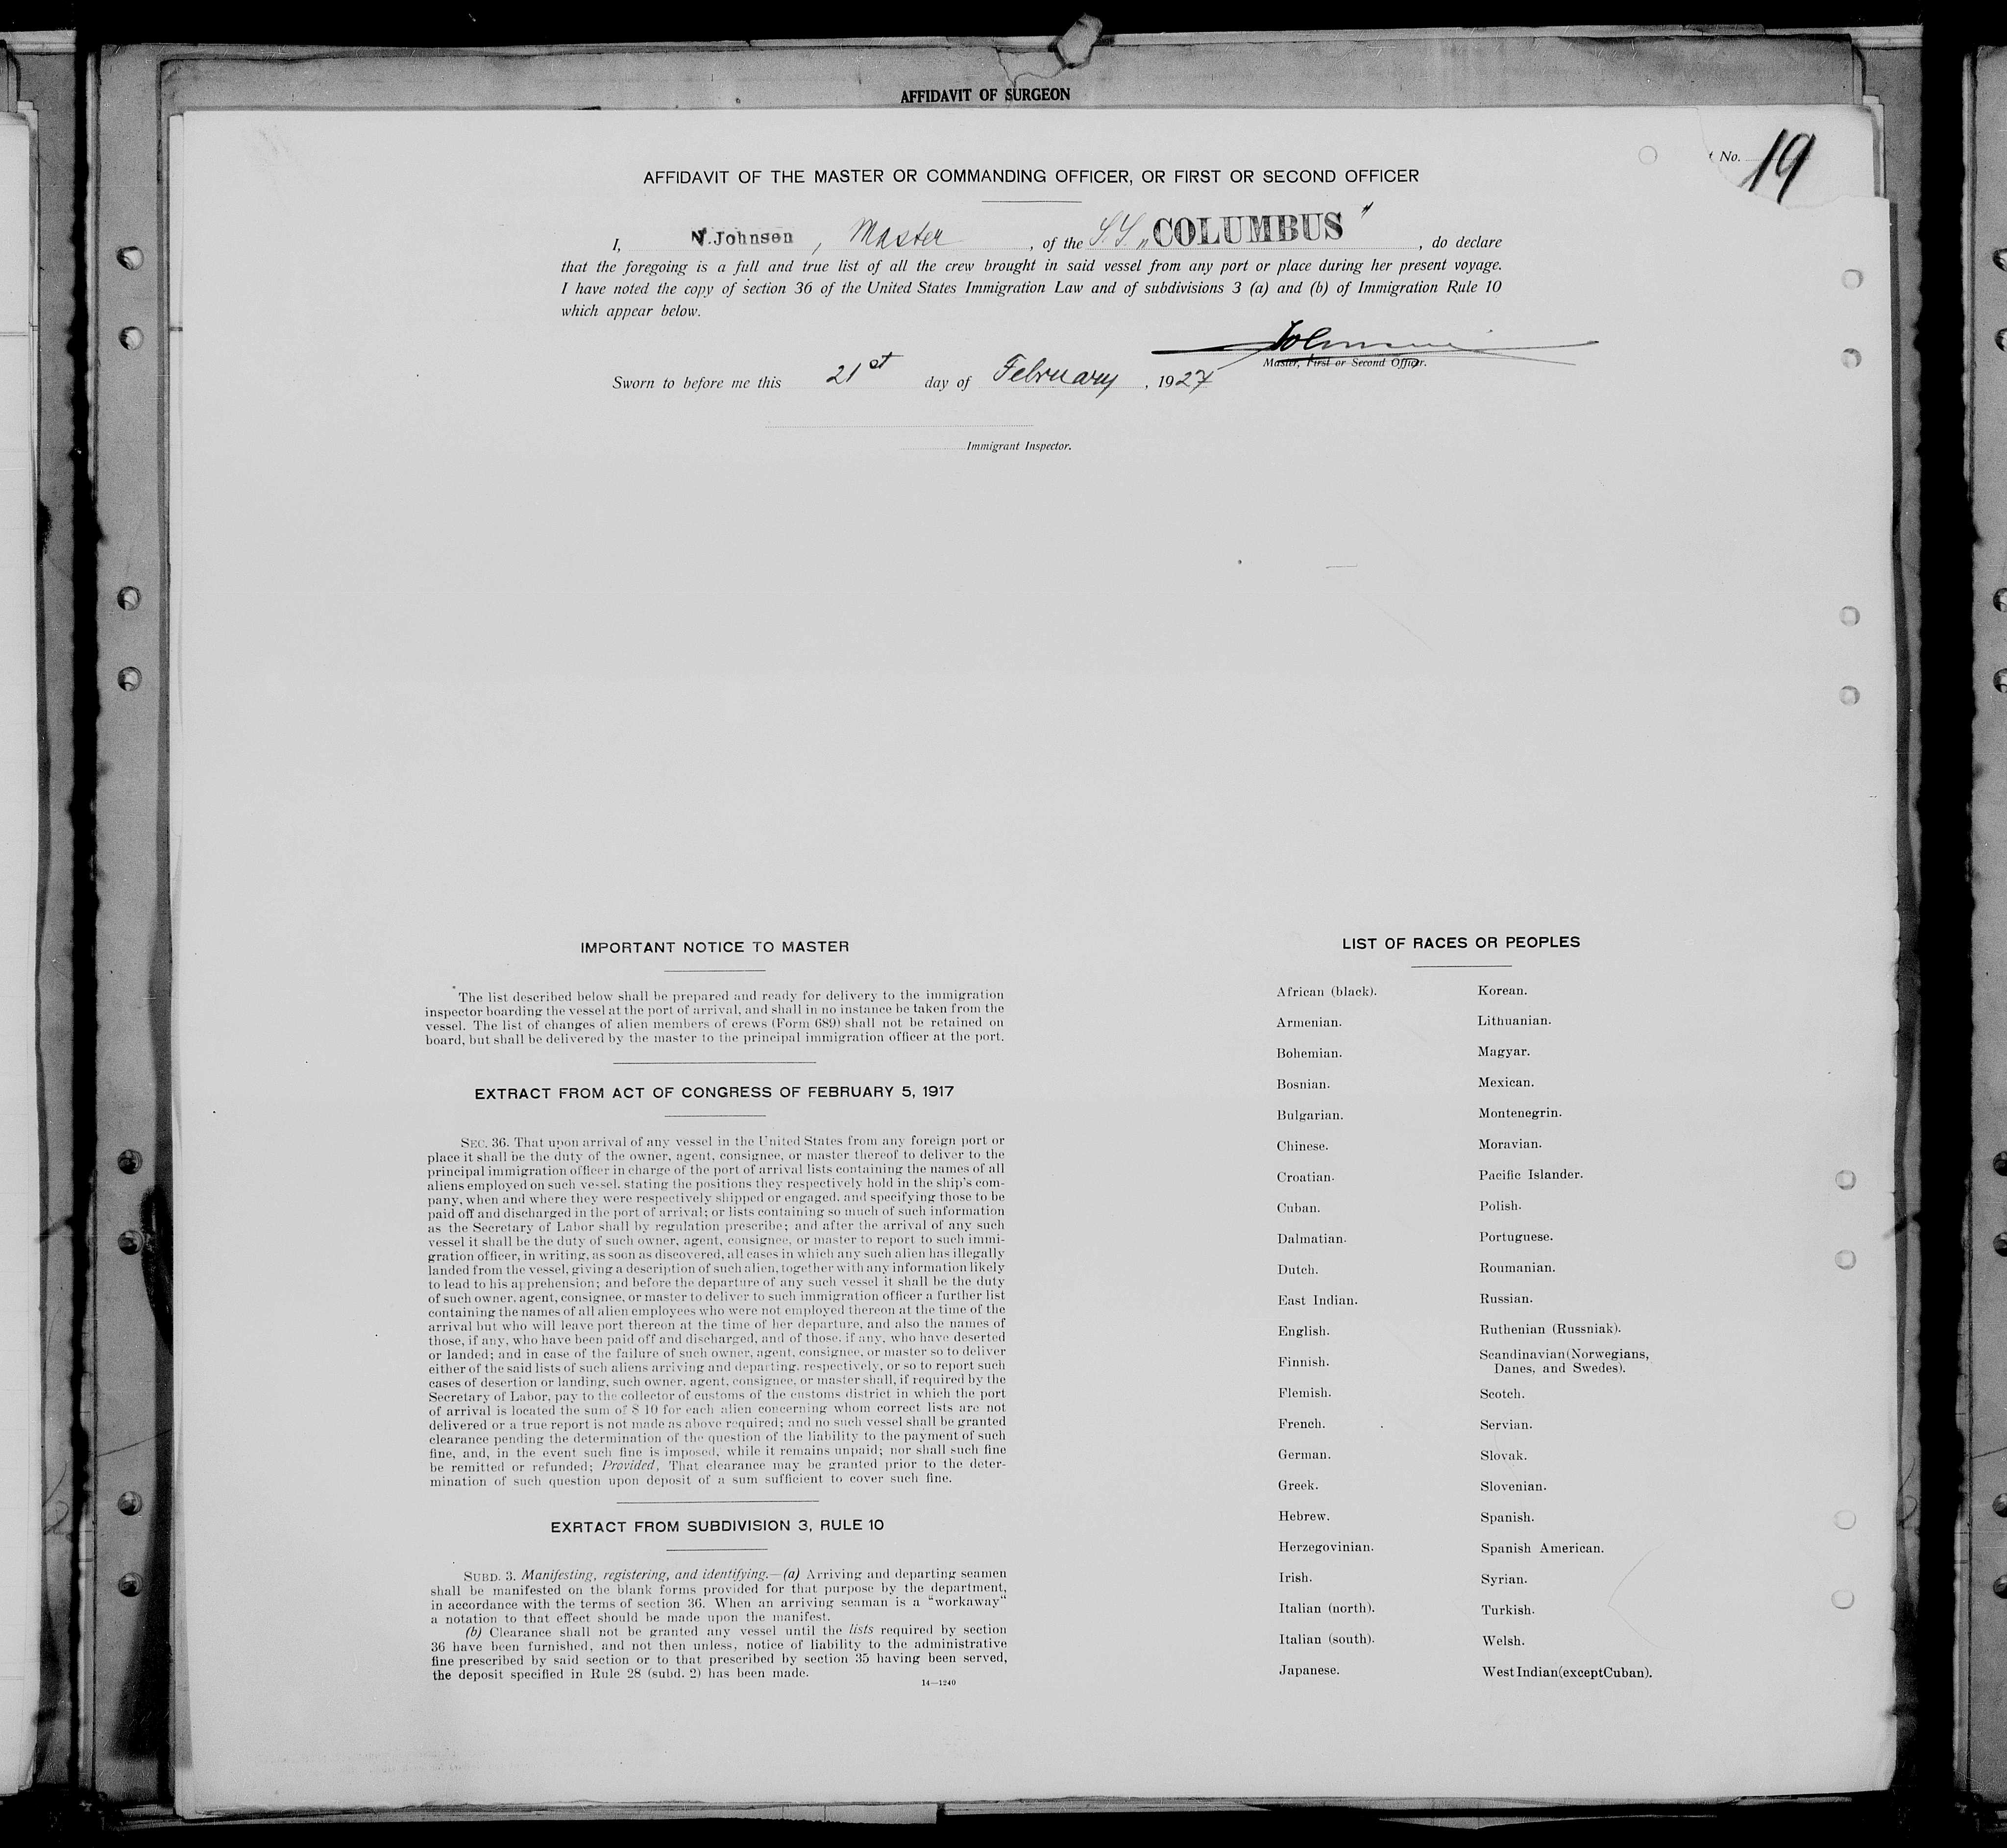 AFFIDAVIT OF SURGEON
No. 19
AFFIDAVIT OF THE MASTER OR COMMANDING OFFICER, OR FIRST OR SECOND OFFICER
I, N. Johnsen, Master, of the S.S. „COLUMBUS", do declare
that the foregoing is a full and true list of all the crew brought in said vessel from any port or place during her present voyage.
I have noted the copy of section 36 of the United States Immigration Law and of subdivisions 3 (a) and (b) of Immigration Rule 10
which appear below.
Johnsen
Master, First or Second Officer.
Sworn to before me this 21st day of February, 1927
Immigrant Inspector.
IMPORTANT NOTICE TO MASTER
The list described below shall be prepared and ready for delivery to the immigration
inspector boarding the vessel at the port of arrival, and shall in no instance be taken from the
vessel. The list of changes of alien members of crews (Form 689) shall not be retained on
board, but shall be delivered by the master to the principal immigration officer at the port.
EXTRACT FROM ACT OF CONGRESS OF FEBRUARY 5, 1917
SEC. 36. That upon arrival of any vessel in the United States from any foreign port or
place it shall be the duty of the owner, agent, consignee, or master thereof to deliver to the
principal immigration officer in charge of the port of arrival lists containing the names of all
aliens employed on such vessel, stating the positions they respectively hold in the ship's com-
pany, when and where they were respectively shipped or engaged, and specifying those to be
paid off and discharged in the port of arrival; or lists containing so much of such information
as the Secretary of Labor shall by regulation prescribe; and after the arrival of any such
vessel it shall be the duty of such owner, agent, consignee, or master to report to such immi-
gration officer, in writing, as soon as discovered, all cases in which any such alien has illegally
landed from the vessel, giving a description of such alien, together with any information likely
to lead to his apprehension; and before the departure of any such vessel it shall be the duty
of such owner, agent, consignee, or master to deliver to such immigration officer a further list
containing the names of all alien employees who were not employed thereon at the time of the
arrival but who will leave port thereon at the time of her departure, and also the names of
those, if any, who have been paid off and discharged, and of those, if any, who have deserted
or landed; and in case of the failure of such owner, agent, consignee, or master so to deliver
either of the said lists of such aliens arriving and departing, respectively, or so to report such
cases of desertion or landing, such owner, agent, consignee, or master shall, if required by the
Secretary of Labor, pay to the collector of customs of the customs district in which the port
of arrival is located the sum of $ 10 for each alien concerning whom correct lists are not
delivered or a true report is not made as above required; and no such vessel shall be granted
clearance pending the determination of the question of the liability to the payment of such
fine, and, in the event such fine is imposed, while it remains unpaid; nor shall such fine
be remitted or refunded; Provided, That clearance may be granted prior to the deter-
mination of such question upon deposit of a sum sufficient to cover such fine.
EXRTACT FROM SUBDIVISION 3, RULE 10
SUBD. 3. Manifesting, registering, and identifying.—(a) Arriving and departing seamen
shall be manifested on the blank forms provided for that purpose by the department,
in accordance with the terms of section 36. When an arriving seaman is a "workaway"
a notation to that effect should be made upon the manifest.
(b) Clearance shall not be granted any vessel until the lists required by section
36 have been furnished, and not then unless, notice of liability to the administrative
fine prescribed by said section or to that prescribed by section 35 having been served,
the deposit specified in Rule 28 (subd. 2) has been made.
14—1240
LIST OF RACES OR PEOPLES
African (black).
Armenian.
Bohemian.
Bosnian.
Bulgarian.
Chinese.
Croatian.
Cuban.
Dalmatian.
Dutch.
East Indian.
English.
Finnish.
Flemish.
French.
German.
Greek.
Hebrew.
Herzegovinian.
Irish.
Italian (north).
Italian (south).
Japanese.
Korean.
Lithuanian.
Magyar.
Mexican.
Montenegrin.
Moravian.
Pacific Islander.
Polish.
Portuguese.
Roumanian.
Russian.
Ruthenian (Russniak).
Scandinavian (Norwegians,
Danes, and Swedes).
Scotch.
Servian.
Slovak.
Slovenian.
Spanish.
Spanish American.
Syrian.
Turkish.
Welsh.
West Indian (except Cuban).